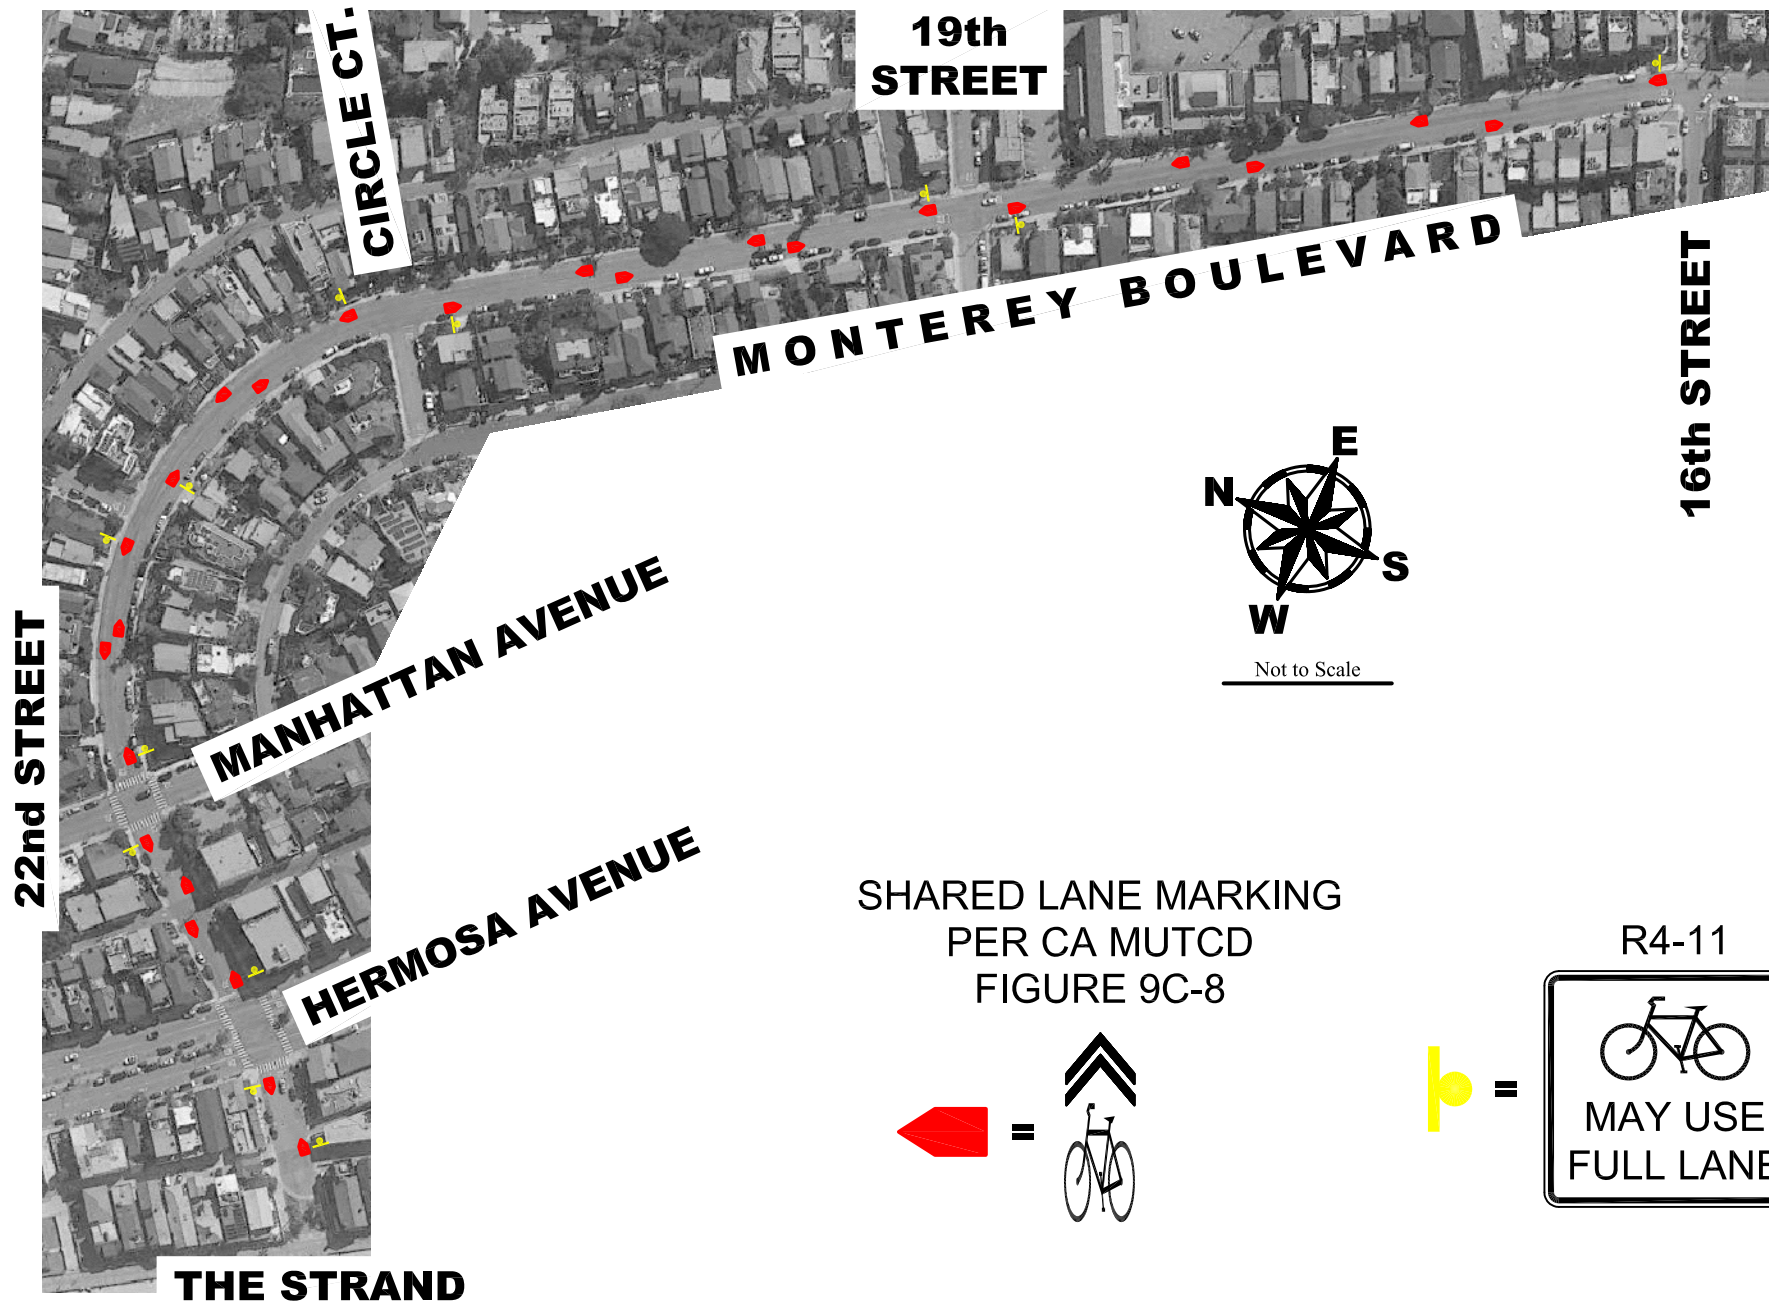 CIRCLE CT.
19th
STREET
MONTEREY BOULEVARD
16th STREET
E
N
S
W
Not to Scale
22nd STREET
MANHATTAN AVENUE
HERMOSA AVENUE
THE STRAND
SHARED LANE MARKING
PER CA MUTCD
FIGURE 9C-8
=
R4-11
=
MAY USE
FULL LANE